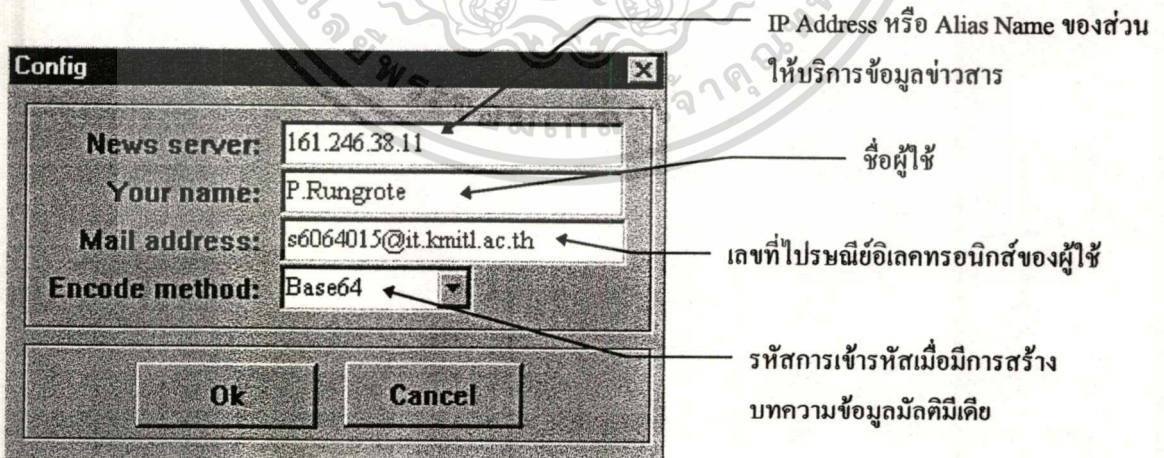 IP Address หรือ Alias Name ของส่วน
ให้บริการข้อมูลข่าวสาร
Config
News server: 161.246.38.11
ชื่อผู้ใช้
Your name: P.Rungrote
Mail address: s6064015@it.kmitl.ac.th
เลขที่ไปรษณีย์อิเลคทรอนิกส์ของผู้ใช้
Encode method: Base64
รหัสการเข้ารหัสเมื่อมีการสร้าง
บทความข้อมูลมัลติมีเดีย
Ok
Cancel